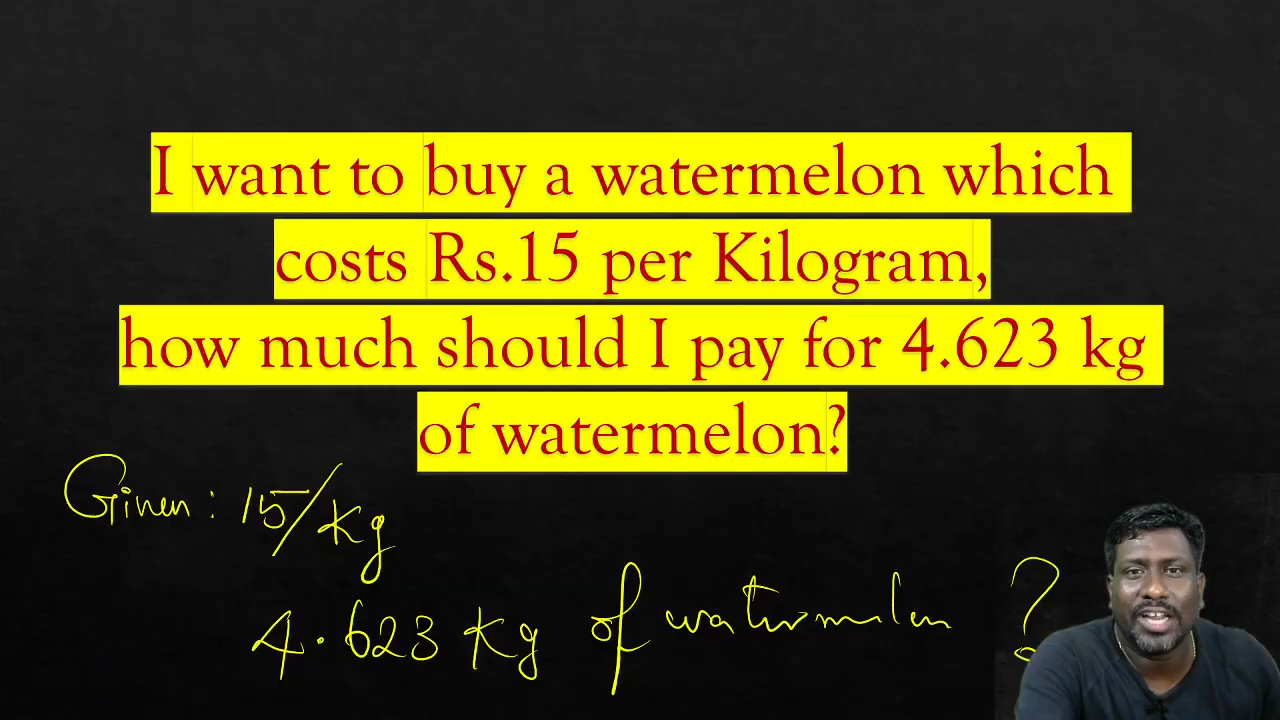 I want to buy a watermelon which
costs Rs.15 per Kilogram,
how much should I pay for 4.623 kg
of watermelon?
Given : 15/Kg
4.623 Kg of watermelon ?